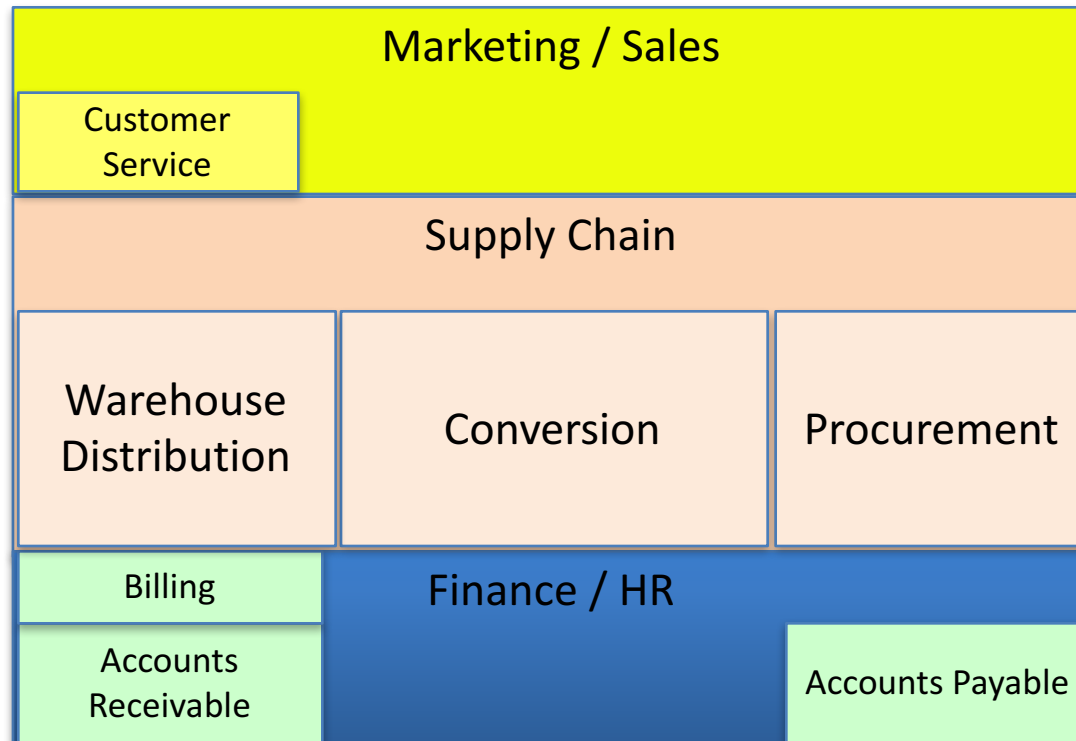 Marketing / Sales
Customer
Service
Supply Chain
Warehouse
Distribution
Conversion
Procurement
Billing
Finance / HR
Accounts
Receivable
Accounts Payable